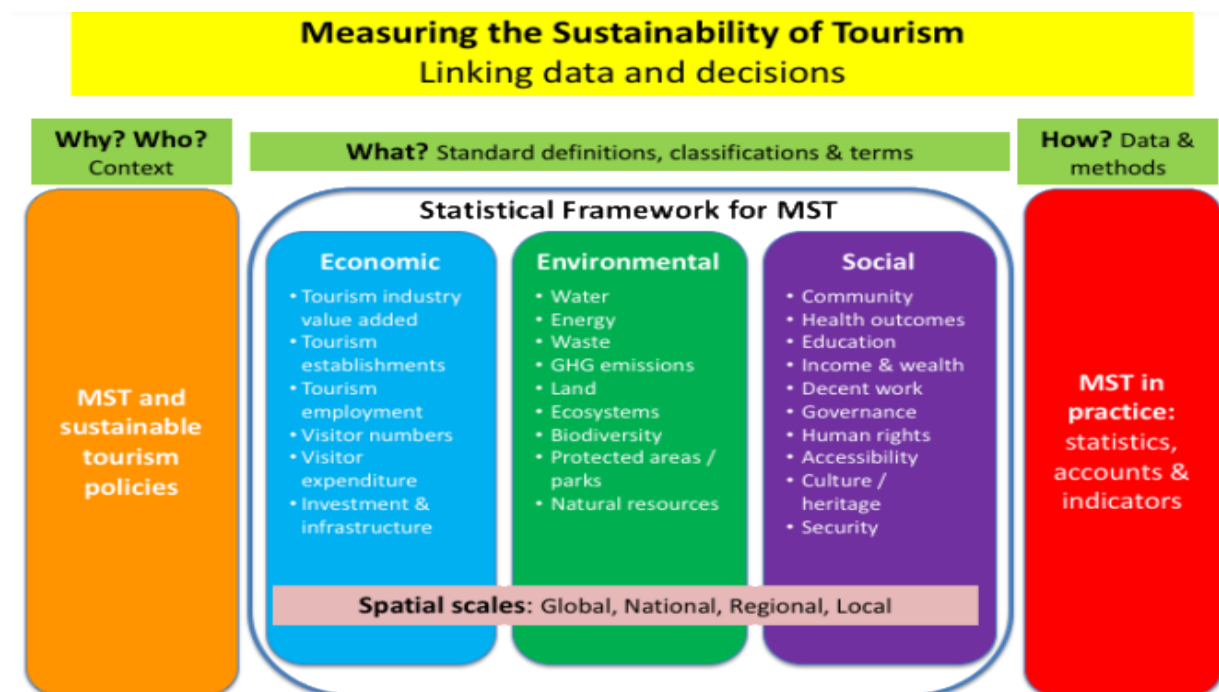 Measuring the Sustainability of Tourism
Linking data and decisions
Why? Who?
Context
What? Standard definitions, classifications & terms
How? Data &
methods
MST and
sustainable
tourism
policies
Statistical Framework for MST
Economic
• Tourism industry
value added
• Tourism
establishments
• Tourism
employment
• Visitor numbers
• Visitor
expenditure
• Investment &
infrastructure
Environmental
• Water
• Energy
• Waste
• GHG emissions
• Land
• Ecosystems
• Biodiversity
• Protected areas /
parks
• Natural resources
Social
• Community
• Health outcomes
• Education
• Income & wealth
• Decent work
• Governance
• Human rights
• Accessibility
• Culture /
heritage
• Security
Spatial scales: Global, National, Regional, Local
MST in
practice:
statistics,
accounts &
indicators